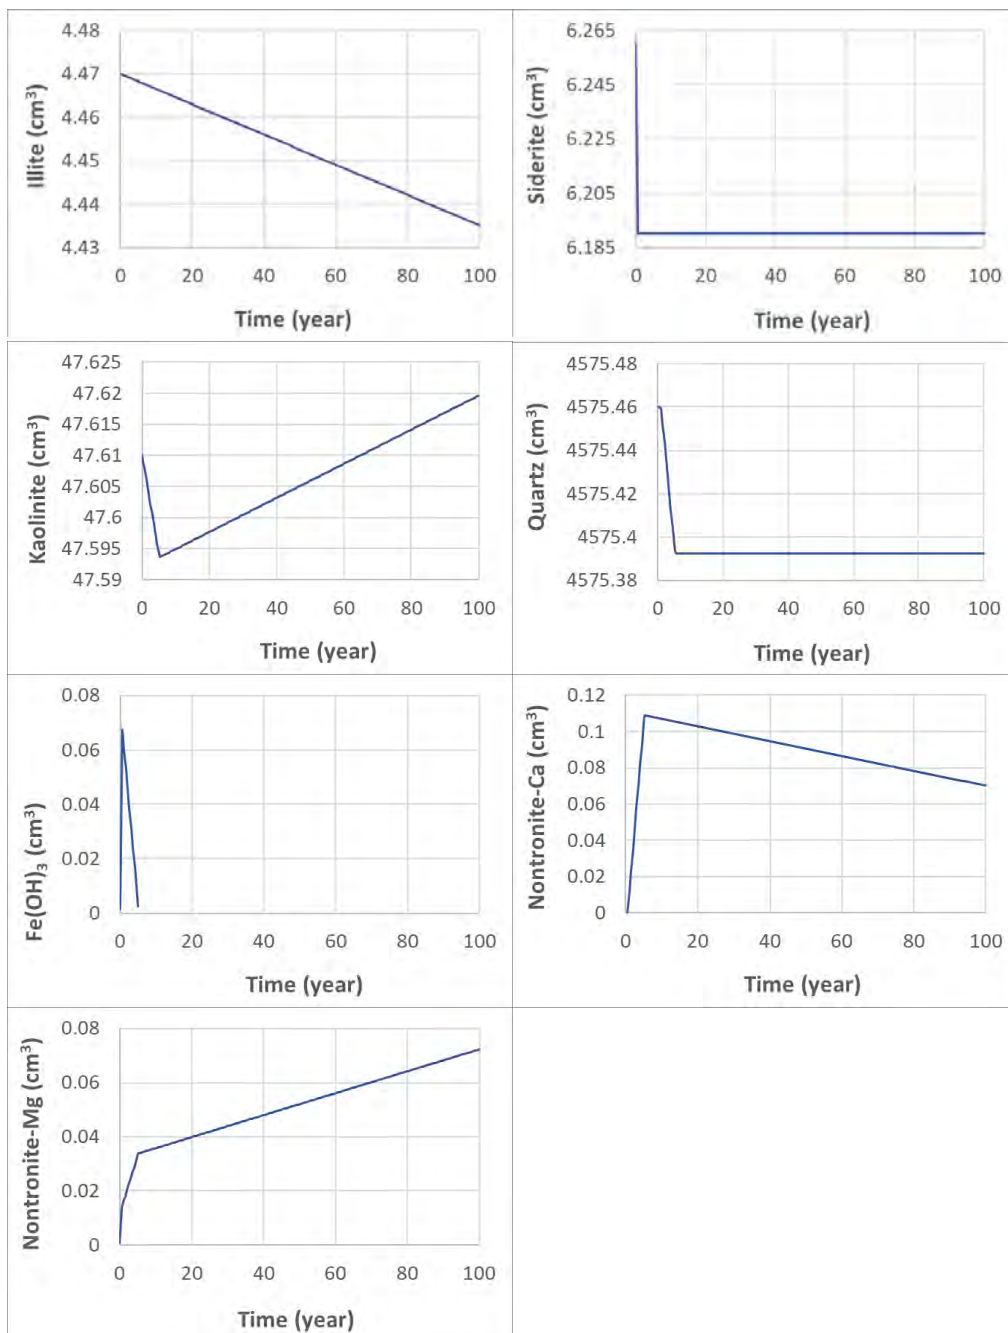 Illite (cm³)
4.48
4.47
4.46
4.45
4.44
4.43
0 20 40 60 80 100
Time (year)
Siderite (cm³)
6.265
6.245
6.225
6.205
6.185
0 20 40 60 80 100
Time (year)
Kaolinite (cm³)
47.625
47.62
47.615
47.61
47.605
47.6
47.595
47.59
0 20 40 60 80 100
Time (year)
Quartz (cm³)
4575.48
4575.46
4575.44
4575.42
4575.4
4575.38
0 20 40 60 80 100
Time (year)
Fe(OH)₃ (cm³)
0.08
0.06
0.04
0.02
0
0 20 40 60 80 100
Time (year)
Nontronite-Ca (cm³)
0.12
0.1
0.08
0.06
0.04
0.02
0
0 20 40 60 80 100
Time (year)
Nontronite-Mg (cm³)
0.08
0.06
0.04
0.02
0
0 20 40 60 80 100
Time (year)